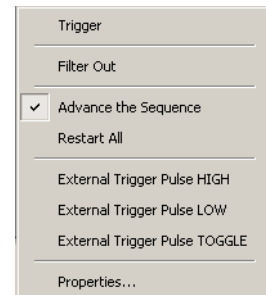 Trigger
Filter Out
Advance the Sequence
Restart All
External Trigger Pulse HIGH
External Trigger Pulse LOW
External Trigger Pulse TOGGLE
Properties...